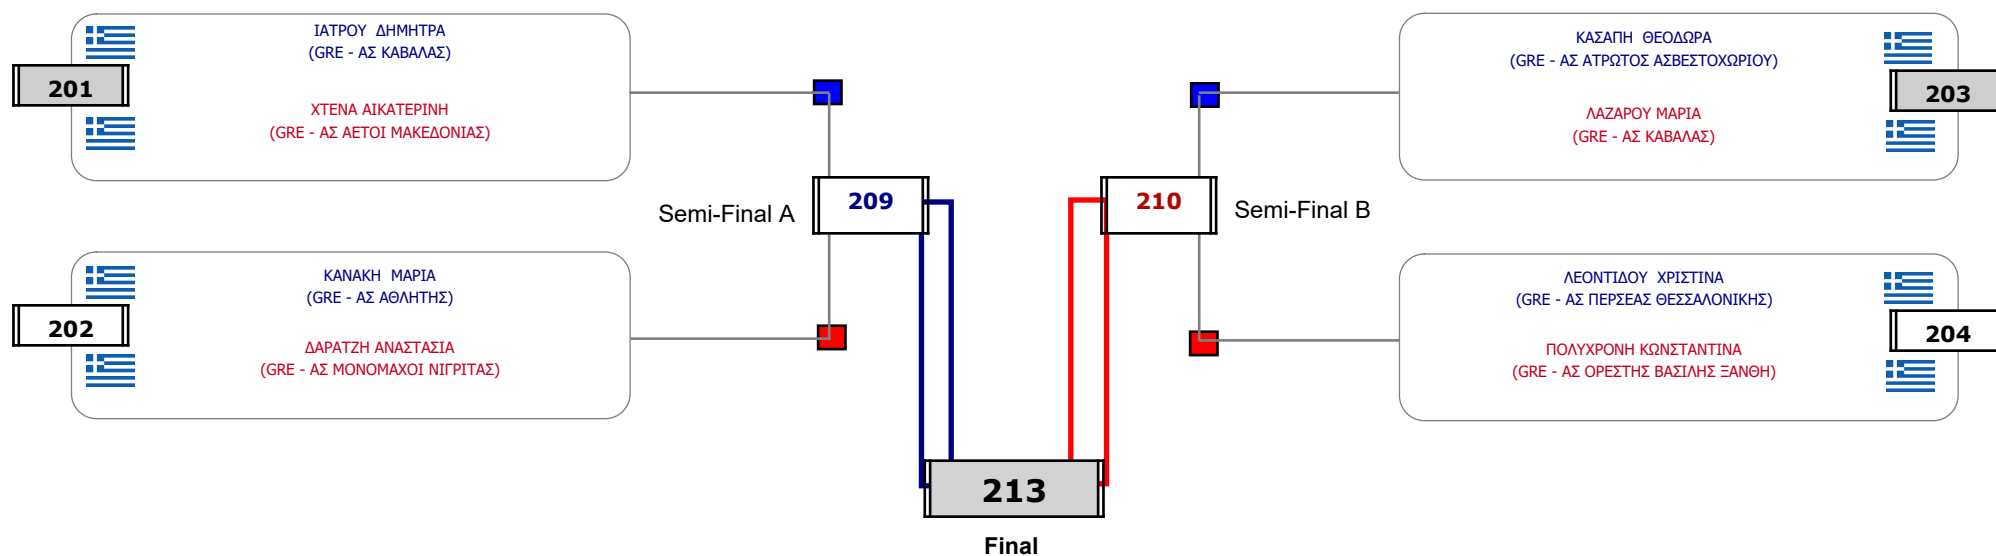 ΙΑΤΡΟΥ ΔΗΜΗΤΡΑ
(GRE - ΑΣ ΚΑΒΑΛΑΣ)
201
ΧΤΕΝΑ ΑΙΚΑΤΕΡΙΝΗ
(GRE - ΑΣ ΑΕΤΟΙ ΜΑΚΕΔΟΝΙΑΣ)
ΚΑΣΑΠΗ ΘΕΟΔΩΡΑ
(GRE - ΑΣ ΑΤΡΩΤΟΣ ΑΣΒΕΣΤΟΧΩΡΙΟΥ)
203
ΛΑΖΑΡΟΥ ΜΑΡΙΑ
(GRE - ΑΣ ΚΑΒΑΛΑΣ)
Semi-Final A
209
210
Semi-Final B
ΚΑΝΑΚΗ ΜΑΡΙΑ
(GRE - ΑΣ ΑΘΛΗΤΗΣ)
202
ΔΑΡΑΤΖΗ ΑΝΑΣΤΑΣΙΑ
(GRE - ΑΣ ΜΟΝΟΜΑΧΟΙ ΝΙΓΡΙΤΑΣ)
ΛΕΟΝΤΙΔΟΥ ΧΡΙΣΤΙΝΑ
(GRE - ΑΣ ΠΕΡΣΕΑΣ ΘΕΣΣΑΛΟΝΙΚΗΣ)
204
ΠΟΛΥΧΡΟΝΗ ΚΩΝΣΤΑΝΤΙΝΑ
(GRE - ΑΣ ΟΡΕΣΤΗΣ ΒΑΣΙΛΗΣ ΞΑΝΘΗ)
213
Final